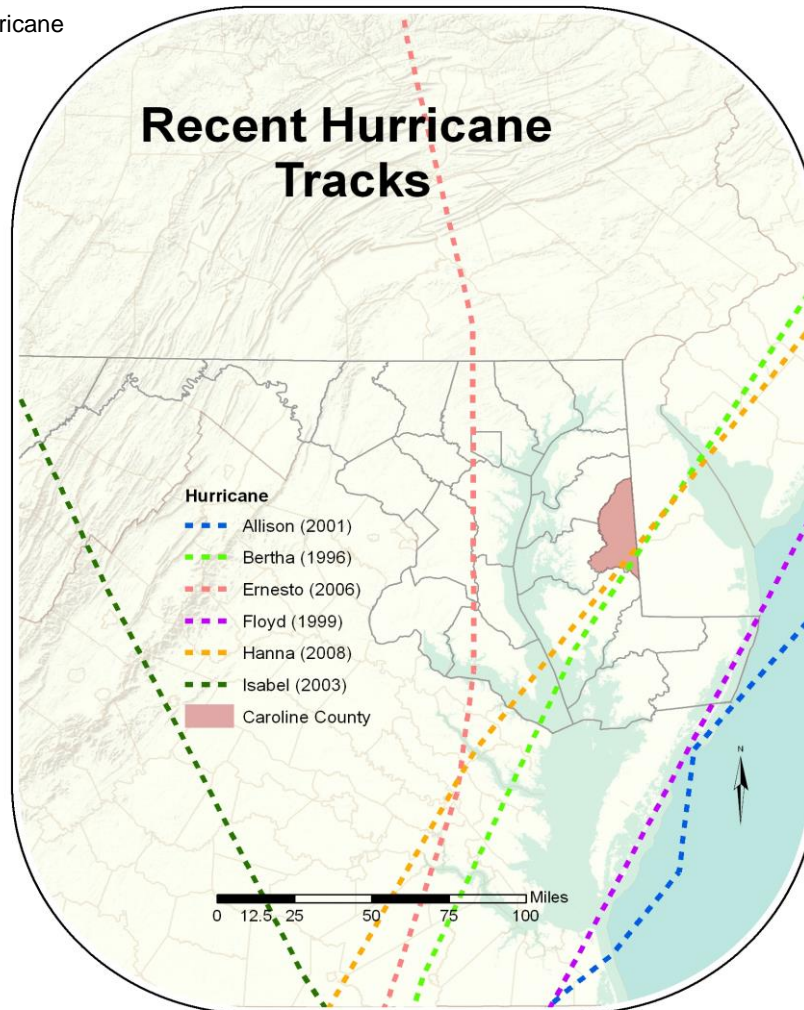 rricane
Recent Hurricane
Tracks
Hurricane
Allison (2001)
Bertha (1996)
Ernesto (2006)
Floyd (1999)
Hanna (2008)
Isabel (2003)
Caroline County
N
Miles
0 12.5 25 50 75 100